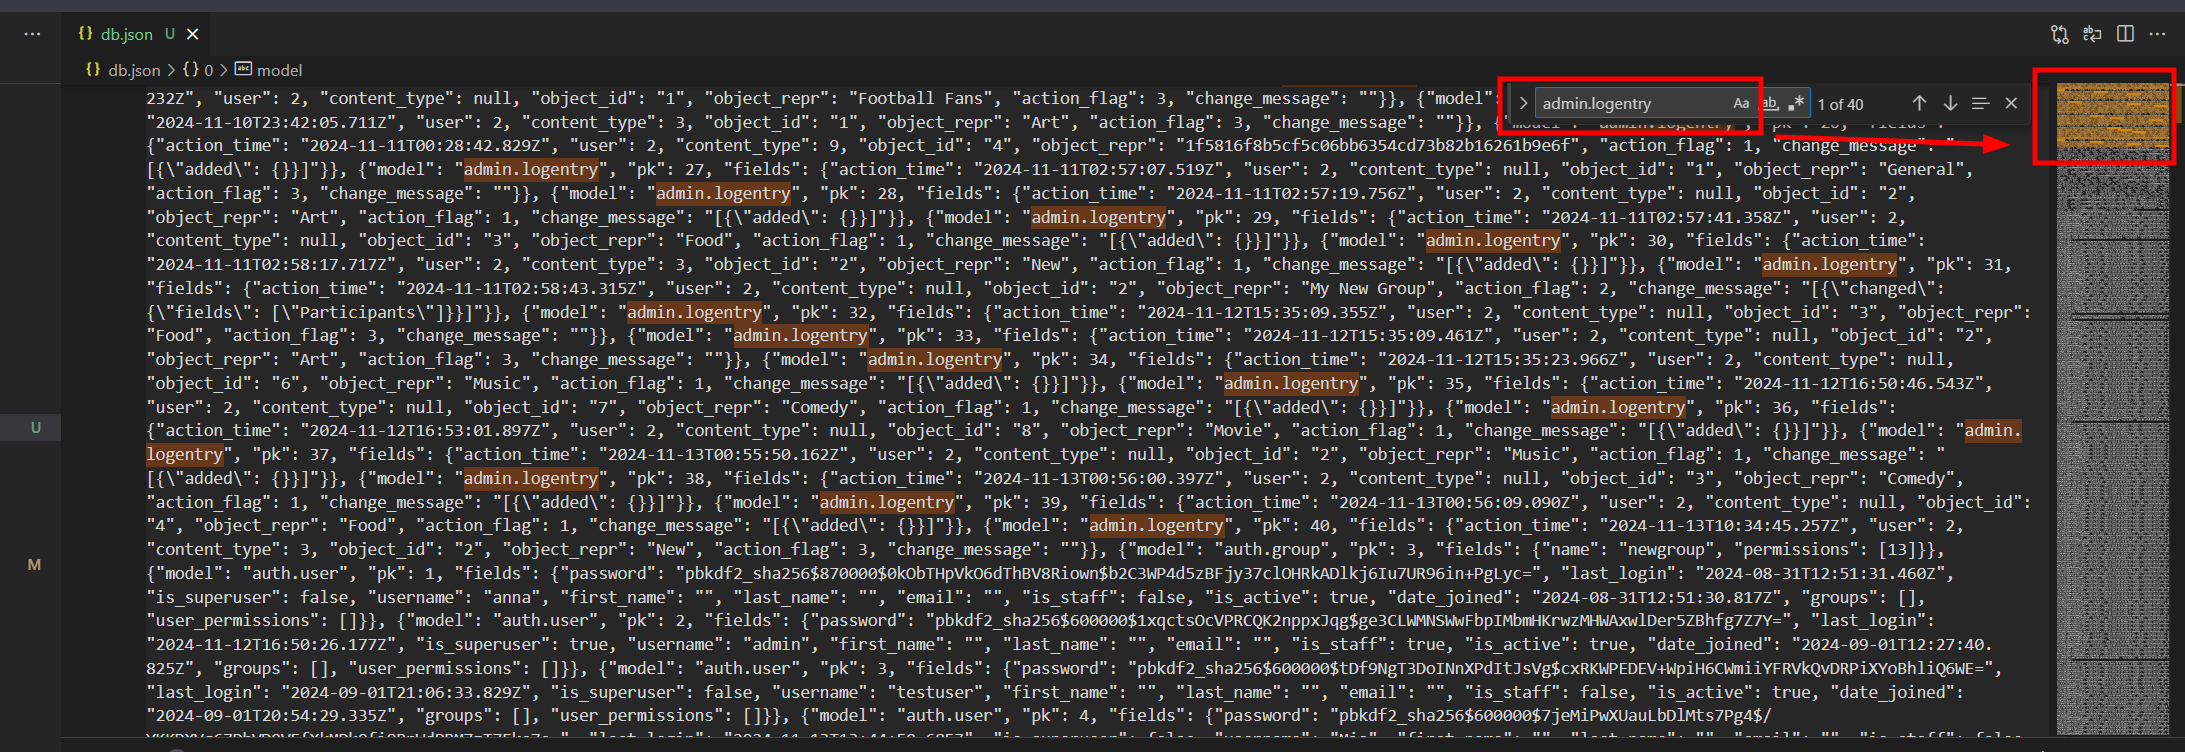 db.json U
db.json > {} 0 > model
admin.logentry Aa ab .* 1 of 40
232Z", "user": 2, "content_type": null, "object_id": "1", "object_repr": "Football Fans", "action_flag": 3, "change_message": ""}}, {"model":
"2024-11-10T23:42:05.711Z", "user": 2, "content_type": 3, "object_id": "1", "object_repr": "Art", "action_flag": 3, "change_message": ""}}, {"model": "admin.logentry", "pk": 26, "fields":
{"action_time": "2024-11-11T00:28:42.829Z", "user": 2, "content_type": 9, "object_id": "4", "object_repr": "1f5816f8b5cf5c06bb6354cd73b82b16261b9e6f", "action_flag": 1, "change_message": "
[{\"added\": {}}]"}}, {"model": "admin.logentry", "pk": 27, "fields": {"action_time": "2024-11-11T02:57:07.519Z", "user": 2, "content_type": null, "object_id": "1", "object_repr": "General",
"action_flag": 3, "change_message": ""}}, {"model": "admin.logentry", "pk": 28, "fields": {"action_time": "2024-11-11T02:57:19.756Z", "user": 2, "content_type": null, "object_id": "2",
"object_repr": "Art", "action_flag": 1, "change_message": "[{\"added\": {}}]"}}, {"model": "admin.logentry", "pk": 29, "fields": {"action_time": "2024-11-11T02:57:41.358Z", "user": 2,
"content_type": null, "object_id": "3", "object_repr": "Food", "action_flag": 1, "change_message": "[{\"added\": {}}]"}}, {"model": "admin.logentry", "pk": 30, "fields": {"action_time":
"2024-11-11T02:58:17.717Z", "user": 2, "content_type": 3, "object_id": "2", "object_repr": "New", "action_flag": 1, "change_message": "[{\"added\": {}}]"}}, {"model": "admin.logentry", "pk": 31,
"fields": {"action_time": "2024-11-11T02:58:43.315Z", "user": 2, "content_type": null, "object_id": "2", "object_repr": "My New Group", "action_flag": 2, "change_message": "[{\"changed\":
{\"fields\": [\"Participants\"]}}]"}}, {"model": "admin.logentry", "pk": 32, "fields": {"action_time": "2024-11-12T15:35:09.355Z", "user": 2, "content_type": null, "object_id": "3", "object_repr":
"Food", "action_flag": 3, "change_message": ""}}, {"model": "admin.logentry", "pk": 33, "fields": {"action_time": "2024-11-12T15:35:09.461Z", "user": 2, "content_type": null, "object_id": "2",
"object_repr": "Art", "action_flag": 3, "change_message": ""}}, {"model": "admin.logentry", "pk": 34, "fields": {"action_time": "2024-11-12T15:35:23.966Z", "user": 2, "content_type": null,
"object_id": "6", "object_repr": "Music", "action_flag": 1, "change_message": "[{\"added\": {}}]"}}, {"model": "admin.logentry", "pk": 35, "fields": {"action_time": "2024-11-12T16:50:46.543Z",
"user": 2, "content_type": null, "object_id": "7", "object_repr": "Comedy", "action_flag": 1, "change_message": "[{\"added\": {}}]"}}, {"model": "admin.logentry", "pk": 36, "fields":
{"action_time": "2024-11-12T16:53:01.897Z", "user": 2, "content_type": null, "object_id": "8", "object_repr": "Movie", "action_flag": 1, "change_message": "[{\"added\": {}}]"}}, {"model": "admin.
logentry", "pk": 37, "fields": {"action_time": "2024-11-13T00:55:50.162Z", "user": 2, "content_type": null, "object_id": "2", "object_repr": "Music", "action_flag": 1, "change_message": "
[{\"added\": {}}]"}}, {"model": "admin.logentry", "pk": 38, "fields": {"action_time": "2024-11-13T00:56:00.397Z", "user": 2, "content_type": null, "object_id": "3", "object_repr": "Comedy",
"action_flag": 1, "change_message": "[{\"added\": {}}]"}}, {"model": "admin.logentry", "pk": 39, "fields": {"action_time": "2024-11-13T00:56:09.090Z", "user": 2, "content_type": null, "object_id":
"4", "object_repr": "Food", "action_flag": 1, "change_message": "[{\"added\": {}}]"}}, {"model": "admin.logentry", "pk": 40, "fields": {"action_time": "2024-11-13T10:34:45.257Z", "user": 2,
"content_type": 3, "object_id": "2", "object_repr": "New", "action_flag": 3, "change_message": ""}}, {"model": "auth.group", "pk": 3, "fields": {"name": "newgroup", "permissions": [13]}},
{"model": "auth.user", "pk": 1, "fields": {"password": "pbkdf2_sha256$870000$0kObTHpVkO6dThBV8Riown$b2C3WP4d5zBFjy37clOHRkADlkj6Iu7UR96in+PgLyc=", "last_login": "2024-08-31T12:51:31.460Z",
"is_superuser": false, "username": "anna", "first_name": "", "last_name": "", "email": "", "is_staff": false, "is_active": true, "date_joined": "2024-08-31T12:51:30.817Z", "groups": [],
"user_permissions": []}}, {"model": "auth.user", "pk": 2, "fields": {"password": "pbkdf2_sha256$600000$1xqctsOcVPRCQK2nppxJqg$ge3CLWMNSWwFbpIMbmHKrwzMHWAxwlDer5ZBhfg7Z7Y=", "last_login":
U
"2024-11-12T16:50:26.177Z", "is_superuser": true, "username": "admin", "first_name": "", "last_name": "", "email": "", "is_staff": true, "is_active": true, "date_joined": "2024-09-01T12:27:40.
825Z", "groups": [], "user_permissions": []}}, {"model": "auth.user", "pk": 3, "fields": {"password": "pbkdf2_sha256$600000$tDf9NgT3DoINnXPdItJsVg$cxRKWPEDEV+WpiH6CWmiiYFRVkQvDRPiXYoBhliQ6WE=",
"last_login": "2024-09-01T21:06:33.829Z", "is_superuser": false, "username": "testuser", "first_name": "", "last_name": "", "email": "", "is_staff": false, "is_active": true, "date_joined":
"2024-09-01T20:54:29.335Z", "groups": [], "user_permissions": []}}, {"model": "auth.user", "pk": 4, "fields": {"password": "pbkdf2_sha256$600000$7jeMiPwXUauLbDlMts7Pg4$/
M